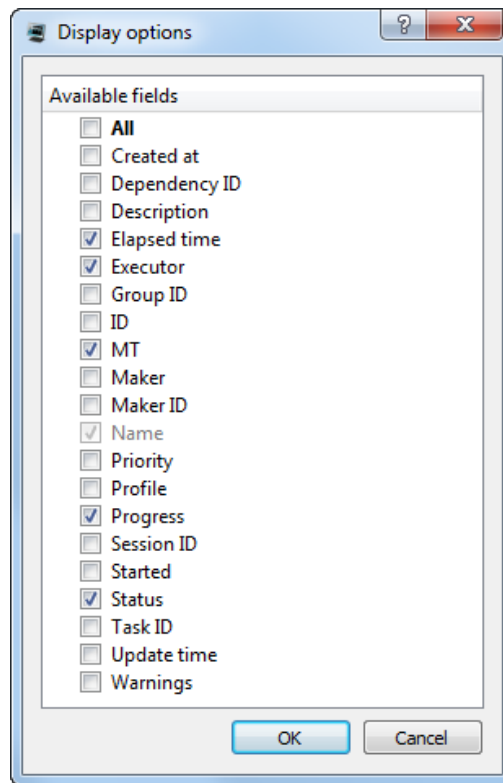 Display options
Available fields
All
Created at
Dependency ID
Description
Elapsed time
Executor
Group ID
ID
MT
Maker
Maker ID
Name
Priority
Profile
Progress
Session ID
Started
Status
Task ID
Update time
Warnings
OK Cancel